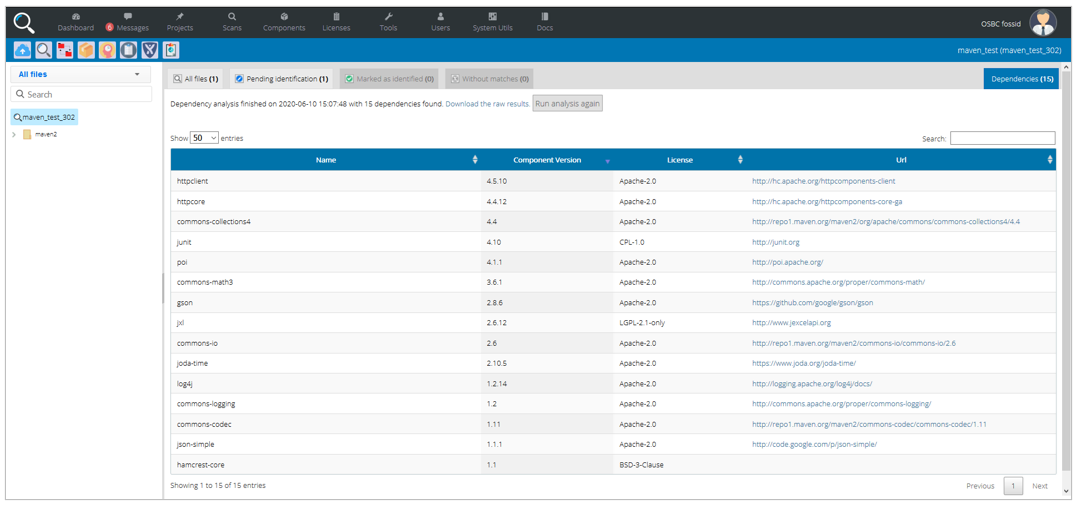 Dashboard 6 Messages Projects Scans Components Licenses Tools Users System Utils Docs OSBC fossid
maven_test (maven_test_302)
All files
Search
maven_test_302
maven2
All files (1) Pending identification (1) Marked as identified (0) Without matches (0) Dependencies (15)
Dependency analysis finished on 2020-06-10 15:07:48 with 15 dependencies found. Download the raw results. Run analysis again
Show 50 entries Search:
Name Component Version License Url
httpclient 4.5.10 Apache-2.0 http://hc.apache.org/httpcomponents-client
httpcore 4.4.12 Apache-2.0 http://hc.apache.org/httpcomponents-core-ga
commons-collections4 4.4 Apache-2.0 http://repo1.maven.org/maven2/org/apache/commons/commons-collections4/4.4
junit 4.10 CPL-1.0 http://junit.org
poi 4.1.1 Apache-2.0 http://poi.apache.org/
commons-math3 3.6.1 Apache-2.0 http://commons.apache.org/proper/commons-math/
gson 2.8.6 Apache-2.0 https://github.com/google/gson/gson
jxl 2.6.12 LGPL-2.1-only http://www.jexcelapi.org
commons-io 2.6 Apache-2.0 http://repo1.maven.org/maven2/commons-io/commons-io/2.6
joda-time 2.10.5 Apache-2.0 https://www.joda.org/joda-time/
log4j 1.2.14 Apache-2.0 http://logging.apache.org/log4j/docs/
commons-logging 1.2 Apache-2.0 http://commons.apache.org/proper/commons-logging/
commons-codec 1.11 Apache-2.0 http://repo1.maven.org/maven2/commons-codec/commons-codec/1.11
json-simple 1.1.1 Apache-2.0 http://code.google.com/p/json-simple/
hamcrest-core 1.1 BSD-3-Clause
Showing 1 to 15 of 15 entries Previous 1 Next